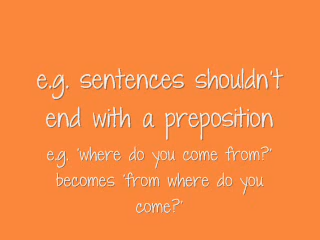 e.g. sentences shouldn't
end with a preposition
e.g. 'where do you come from?'
becomes 'from where do you
come?'